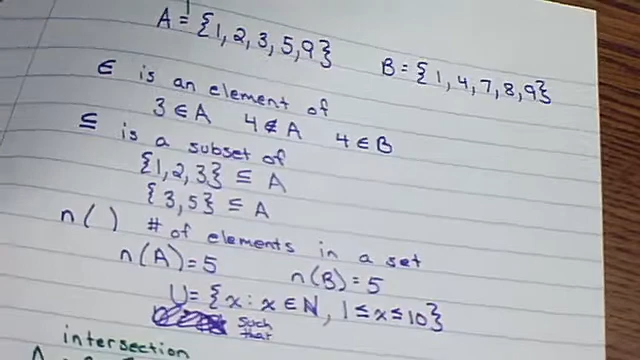 A = {1, 2, 3, 5, 9} B = {1, 4, 7, 8, 9}
∈ is an element of
3 ∈ A 4 ∉ A 4 ∈ B
⊆ is a subset of
{1, 2, 3} ⊆ A
{3, 5} ⊆ A
n( ) # of elements in a set
n(A) = 5 n(B) = 5
U = {x : x ∈ N, 1 ≤ x ≤ 10}
such
that
intersection